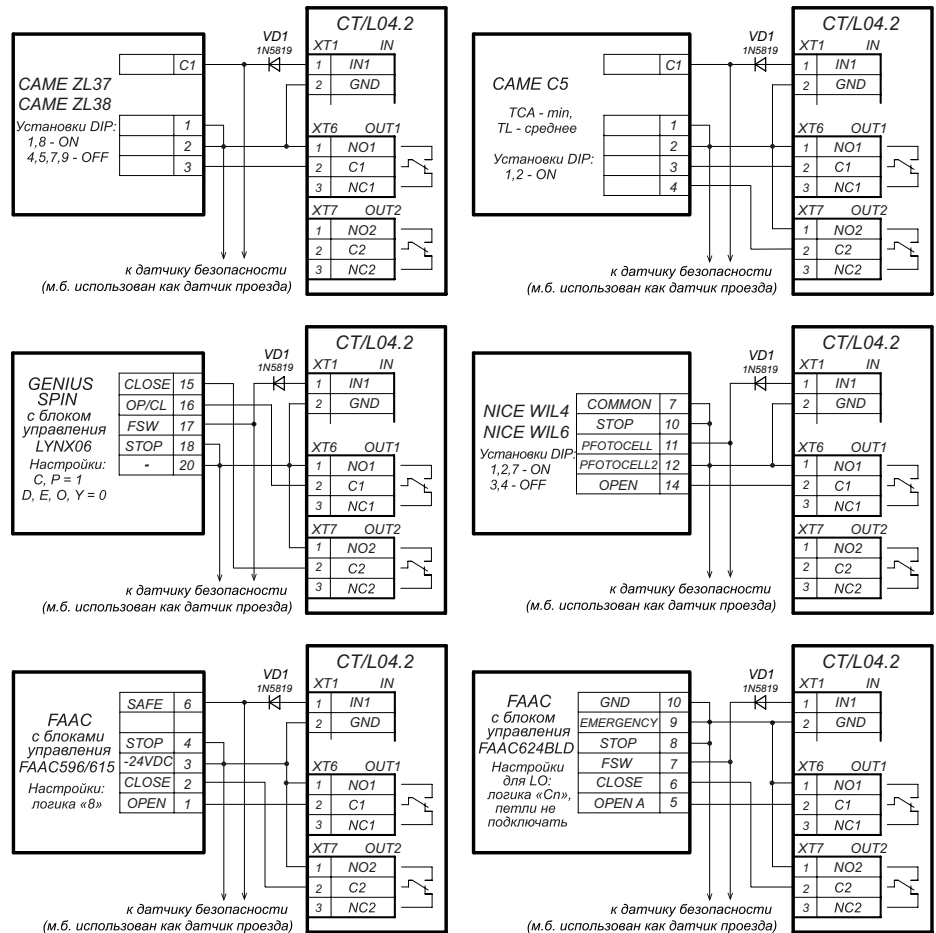 CAME ZL37
CAME ZL38
Установки DIP:
1,8 - ON
4,5,7,9 - OFF
C1
1
2
3
VD1
1N5819
CT/L04.2
XT1 IN
1 IN1
2 GND
XT6 OUT1
1 NO1
2 C1
3 NC1
XT7 OUT2
1 NO2
2 C2
3 NC2
к датчику безопасности
(м.б. использован как датчик проезда)
CAME C5
TCA - min,
TL - среднее
Установки DIP:
1,2 - ON
C1
1
2
3
4
VD1
1N5819
CT/L04.2
XT1 IN
1 IN1
2 GND
XT6 OUT1
1 NO1
2 C1
3 NC1
XT7 OUT2
1 NO2
2 C2
3 NC2
к датчику безопасности
(м.б. использован как датчик проезда)
GENIUS
SPIN
с блоком
управления
LYNX06
Настройки:
C, P = 1
D, E, O, Y = 0
CLOSE 15
OP/CL 16
FSW 17
STOP 18
- 20
VD1
1N5819
CT/L04.2
XT1 IN
1 IN1
2 GND
XT6 OUT1
1 NO1
2 C1
3 NC1
XT7 OUT2
1 NO2
2 C2
3 NC2
к датчику безопасности
(м.б. использован как датчик проезда)
NICE WIL4
NICE WIL6
Установки DIP:
1,2,7 - ON
3,4 - OFF
COMMON 7
STOP 10
PFOTOCELL 11
PFOTOCELL2 12
OPEN 14
VD1
1N5819
CT/L04.2
XT1 IN
1 IN1
2 GND
XT6 OUT1
1 NO1
2 C1
3 NC1
XT7 OUT2
1 NO2
2 C2
3 NC2
к датчику безопасности
(м.б. использован как датчик проезда)
FAAC
с блоками
управления
FAAC596/615
Настройки:
логика «8»
SAFE 6
STOP 4
-24VDC 3
CLOSE 2
OPEN 1
VD1
1N5819
CT/L04.2
XT1 IN
1 IN1
2 GND
XT6 OUT1
1 NO1
2 C1
3 NC1
XT7 OUT2
1 NO2
2 C2
3 NC2
к датчику безопасности
(м.б. использован как датчик проезда)
FAAC
с блоком
управления
FAAC624BLD
Настройки
для LO:
логика «Cn»,
петли не
подключать
GND 10
EMERGENCY 9
STOP 8
FSW 7
CLOSE 6
OPEN A 5
VD1
1N5819
CT/L04.2
XT1 IN
1 IN1
2 GND
XT6 OUT1
1 NO1
2 C1
3 NC1
XT7 OUT2
1 NO2
2 C2
3 NC2
к датчику безопасности
(м.б. использован как датчик проезда)